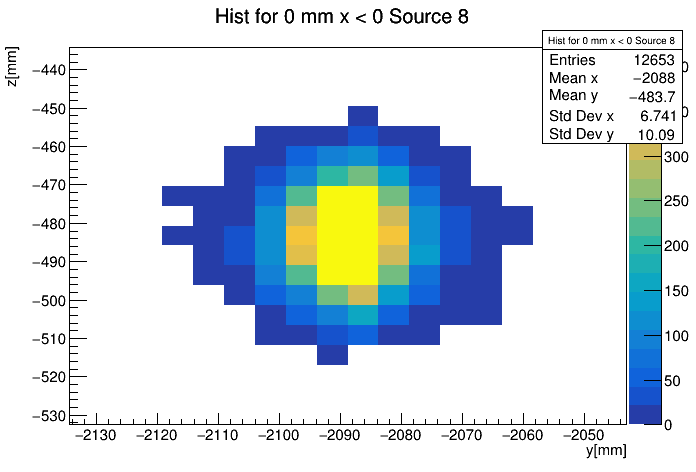 Hist for 0 mm x < 0 Source 8
z[mm]
Hist for 0 mm x < 0 Source 8
Entries 12653
Mean x −2088
Mean y −483.7
Std Dev x 6.741
Std Dev y 10.09
−440
−450
−460
−470
−480
−490
−500
−510
−520
−530
300
250
200
150
100
50
0
−2130 −2120 −2110 −2100 −2090 −2080 −2070 −2060 −2050
y[mm]